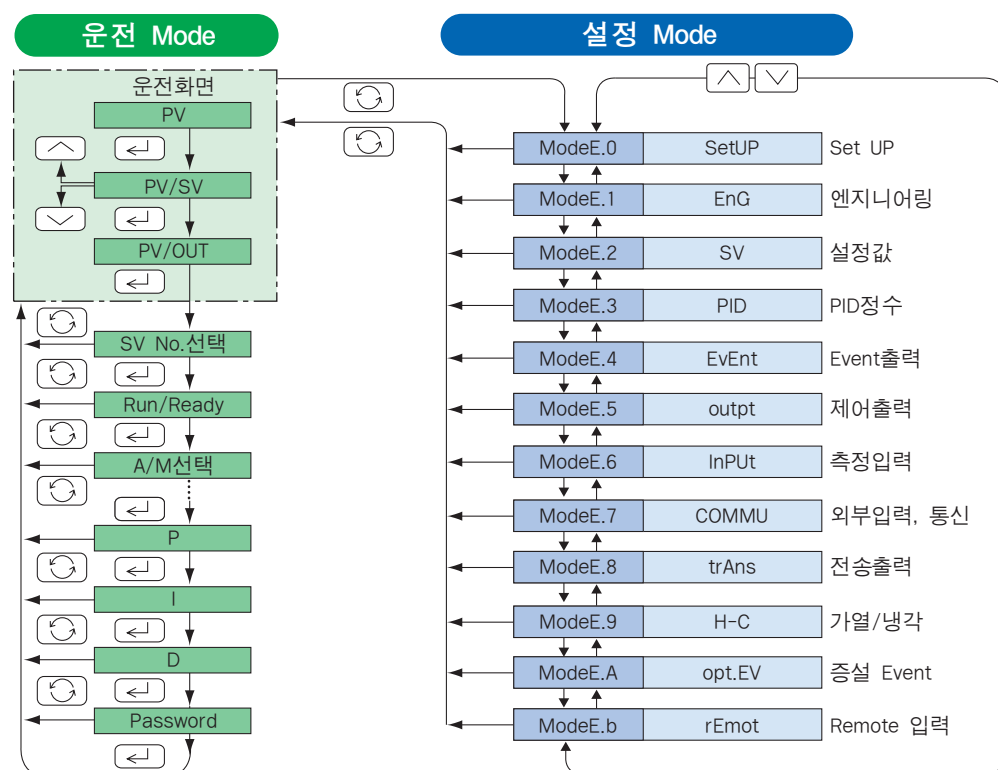 운전 Mode
설정 Mode
운전화면
PV
PV/SV
PV/OUT
SV No.선택
Run/Ready
A/M선택
P
I
D
Password
ModeE.0 SetUP Set UP
ModeE.1 EnG 엔지니어링
ModeE.2 SV 설정값
ModeE.3 PID PID정수
ModeE.4 EvEnt Event출력
ModeE.5 outpt 제어출력
ModeE.6 InPUt 측정입력
ModeE.7 COMMU 외부입력, 통신
ModeE.8 trAns 전송출력
ModeE.9 H-C 가열/냉각
ModeE.A opt.EV 증설 Event
ModeE.b rEmot Remote 입력